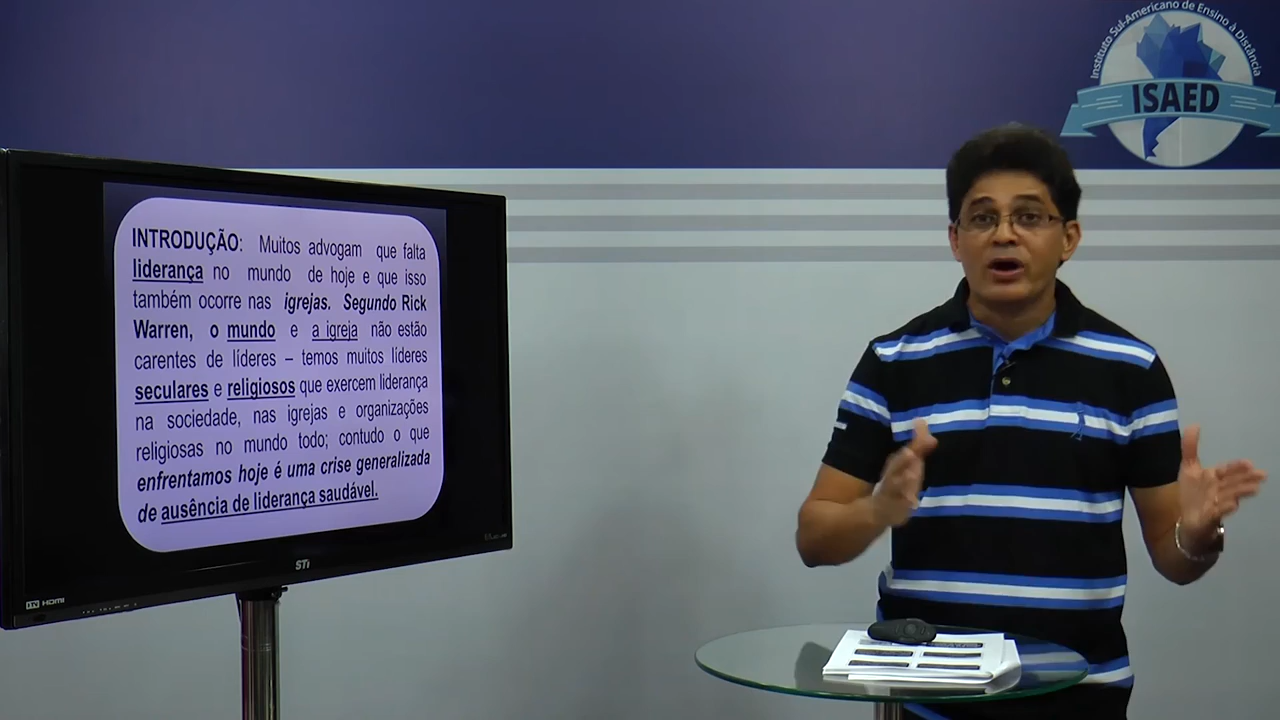 Instituto Sul-Americano de Ensino à Distância
ISAED
INTRODUÇÃO: Muitos advogam que falta
liderança no mundo de hoje e que isso
também ocorre nas igrejas. Segundo Rick
Warren, o mundo e a igreja não estão
carentes de líderes – temos muitos líderes
seculares e religiosos que exercem liderança
na sociedade, nas igrejas e organizações
religiosas no mundo todo; contudo o que
enfrentamos hoje é uma crise generalizada
de ausência de liderança saudável.
STi
HDMI